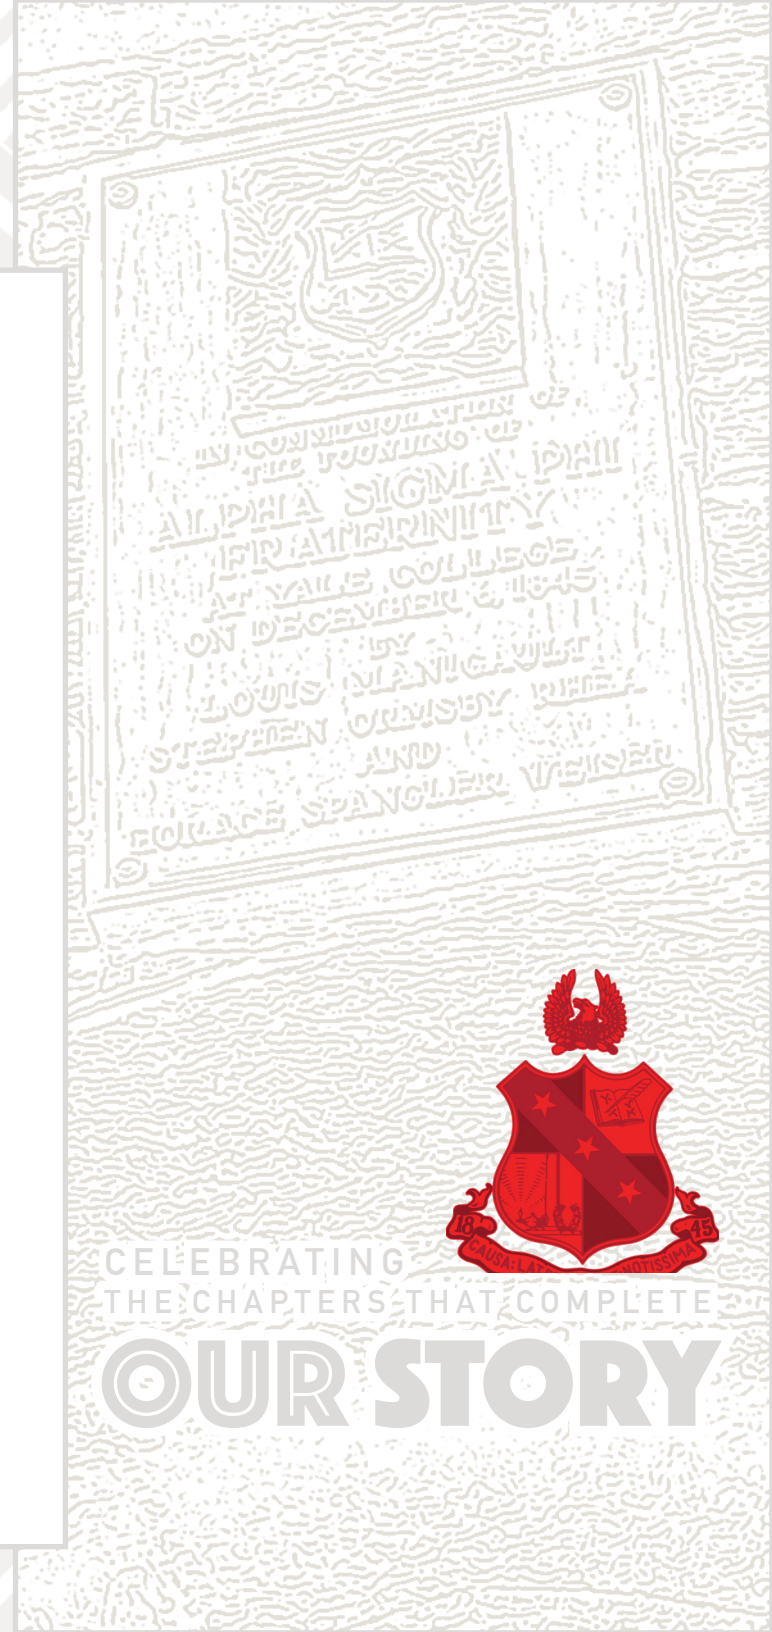 IN COMMEMORATION OF
THE FOUNDING OF
ALPHA SIGMA PHI
FRATERNITY
AT YALE COLLEGE
ON DECEMBER 6, 1845
BY
LOUIS MANIGAULT
STEPHEN ORMSBY RHEA
AND
HORACE SPANGLER WEISER
18 45
CAUSA: LAT NOTISSIMA
CELEBRATING
THE CHAPTERS THAT COMPLETE
OUR STORY